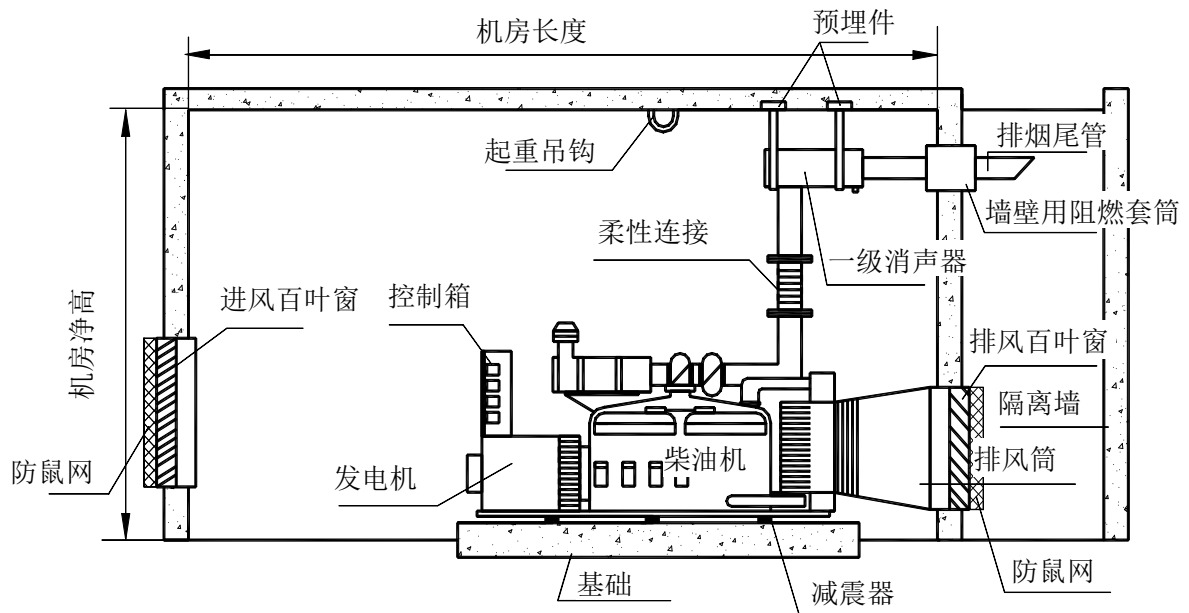 机房长度
预埋件
起重吊钩
排烟尾管
墙壁用阻燃套筒
柔性连接
一级消声器
进风百叶窗
控制箱
机房净高
排风百叶窗
隔离墙
防鼠网
发电机
柴油机
排风筒
基础
减震器
防鼠网